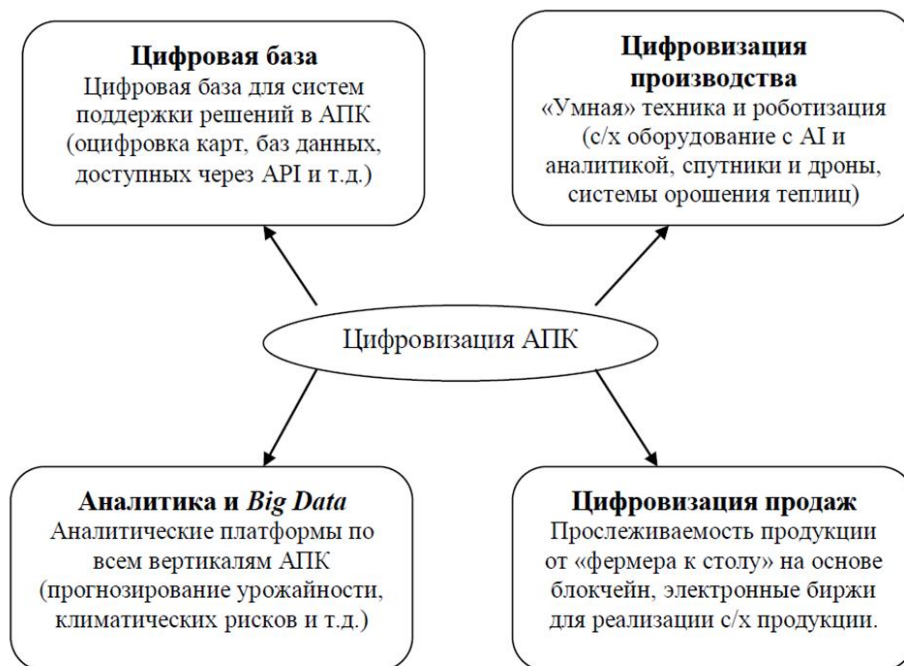 Цифровая база
Цифровая база для систем
поддержки решений в АПК
(оцифровка карт, баз данных,
доступных через API и т.д.)
Цифровизация
производства
«Умная» техника и роботизация
(с/х оборудование с AI и
аналитикой, спутники и дроны,
системы орошения теплиц)
Цифровизация АПК
Аналитика и Big Data
Аналитические платформы по
всем вертикалям АПК
(прогнозирование урожайности,
климатических рисков и т.д.)
Цифровизация продаж
Прослеживаемость продукции
от «фермера к столу» на основе
блокчейн, электронные биржи
для реализации с/х продукции.